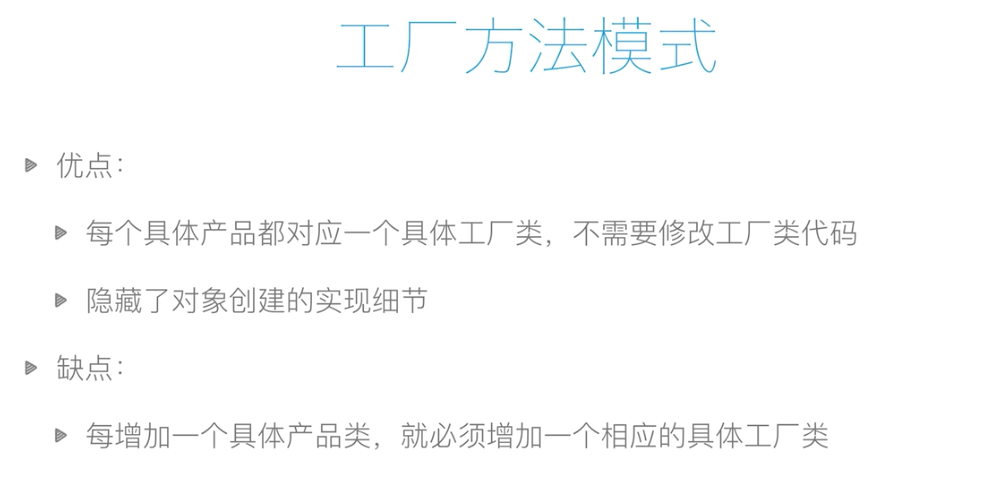 工厂方法模式
优点：
每个具体产品都对应一个具体工厂类，不需要修改工厂类代码
隐藏了对象创建的实现细节
缺点：
每增加一个具体产品类，就必须增加一个相应的具体工厂类